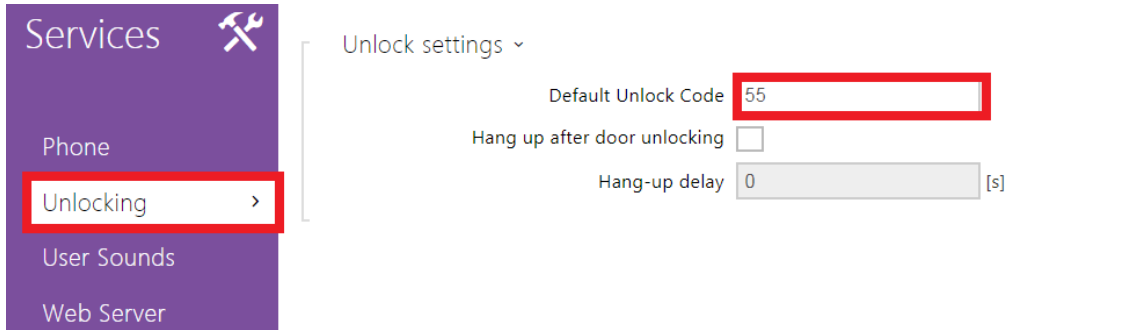 Services
Phone
Unlocking
User Sounds
Web Server
Unlock settings
Default Unlock Code 55
Hang up after door unlocking
Hang-up delay 0 [s]